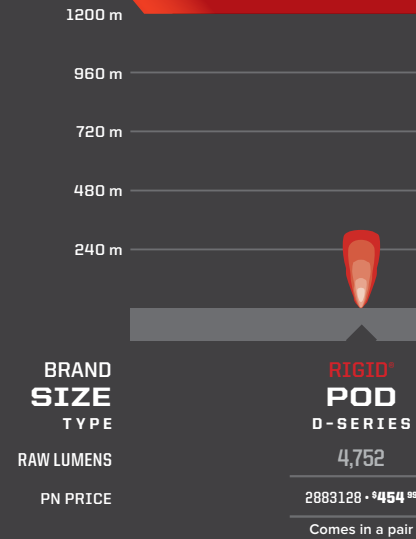 1200 m
960 m
720 m
480 m
240 m
BRAND RIGID®
SIZE POD
TYPE D-SERIES
RAW LUMENS 4,752
PN PRICE 2883128 • $454 99
Comes in a pair